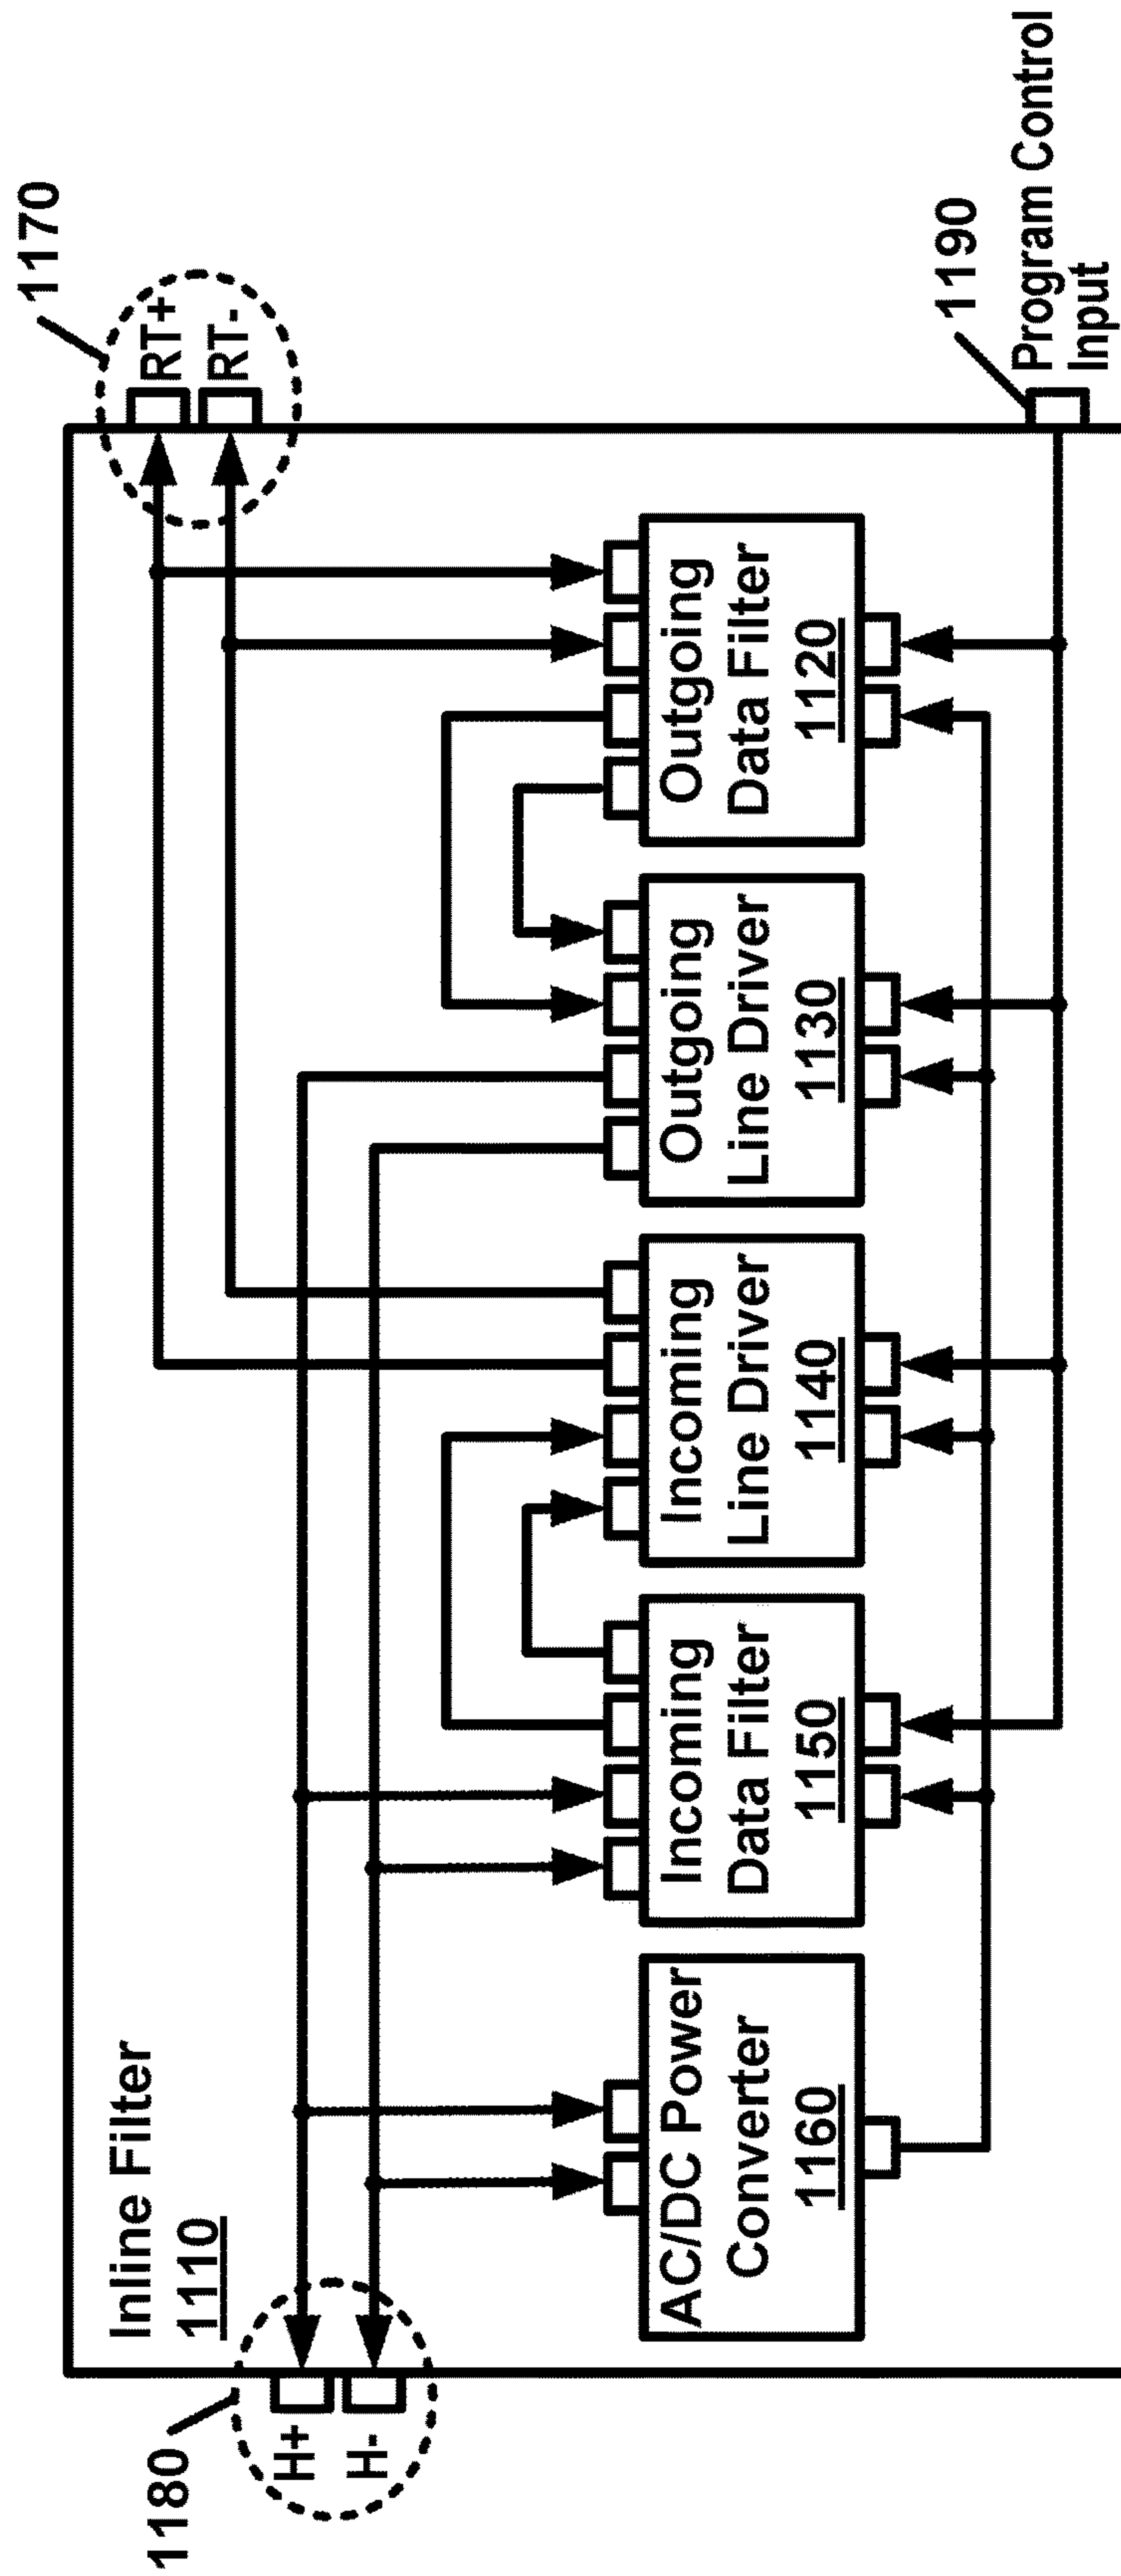 Inline Filter
1110
1180
H+
H-
1170
RT+
RT-
AC/DC Power
Converter
1160
Incoming
Data Filter
1150
Incoming
Line Driver
1140
Outgoing
Line Driver
1130
Outgoing
Data Filter
1120
1190
Program Control
Input